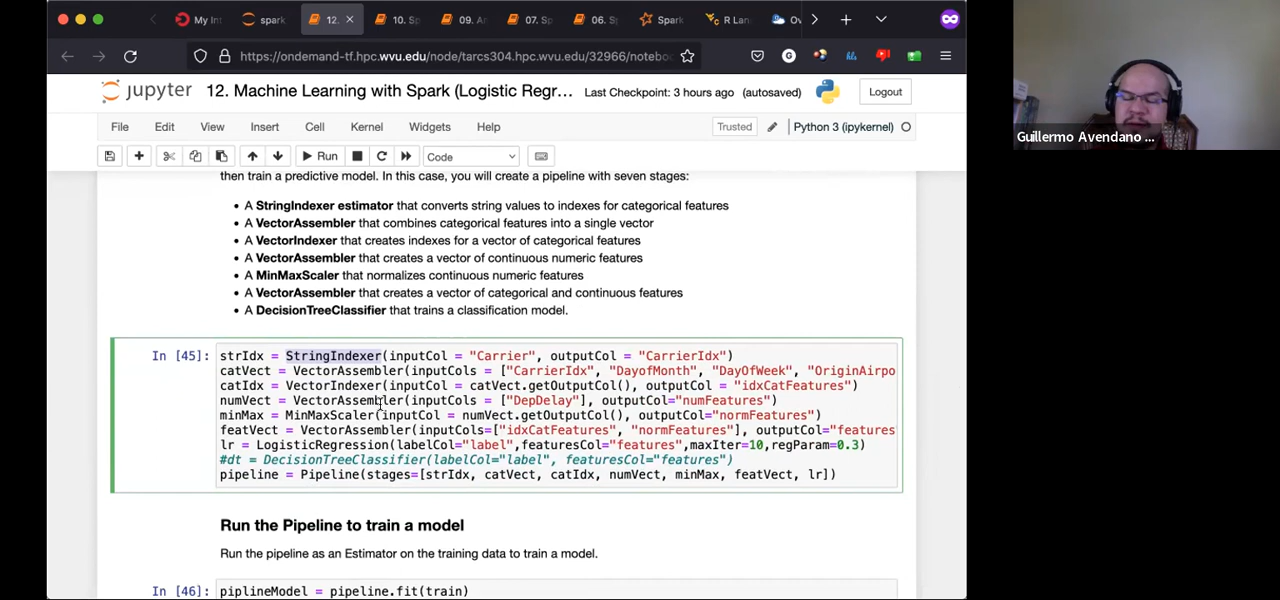 My In
spark
12.
10. Sp
09. A
07. Sp
06. S
Spark
R Lan
Ov
https://ondemand-tf.hpc.wvu.edu/node/tarcs304.hpc.wvu.edu/32966/notebo
jupyter
12. Machine Learning with Spark (Logistic Regr...
Last Checkpoint: 3 hours ago (autosaved)
Logout
File Edit View Insert Cell Kernel Widgets Help
Trusted
Python 3 (ipykernel)
Run
Code
then train a predictive model. In this case, you will create a pipeline with seven stages:
• A StringIndexer estimator that converts string values to indexes for categorical features
• A VectorAssembler that combines categorical features into a single vector
• A VectorIndexer that creates indexes for a vector of categorical features
• A VectorAssembler that creates a vector of continuous numeric features
• A MinMaxScaler that normalizes continuous numeric features
• A VectorAssembler that creates a vector of categorical and continuous features
• A DecisionTreeClassifier that trains a classification model.
In [45]: strIdx = StringIndexer(inputCol = "Carrier", outputCol = "CarrierIdx")
catVect = VectorAssembler(inputCols = ["CarrierIdx", "DayofMonth", "DayOfWeek", "OriginAirpo
catIdx = VectorIndexer(inputCol = catVect.getOutputCol(), outputCol = "idxCatFeatures")
numVect = VectorAssembler(inputCols = ["DepDelay"], outputCol="numFeatures")
minMax = MinMaxScaler(inputCol = numVect.getOutputCol(), outputCol="normFeatures")
featVect = VectorAssembler(inputCols=["idxCatFeatures", "normFeatures"], outputCol="features
lr = LogisticRegression(labelCol="label",featuresCol="features",maxIter=10,regParam=0.3)
#dt = DecisionTreeClassifier(labelCol="label", featuresCol="features")
pipeline = Pipeline(stages=[strIdx, catVect, catIdx, numVect, minMax, featVect, lr])
Run the Pipeline to train a model
Run the pipeline as an Estimator on the training data to train a model.
In [46]: piplineModel = pipeline.fit(train)
Guillermo Avendano ...